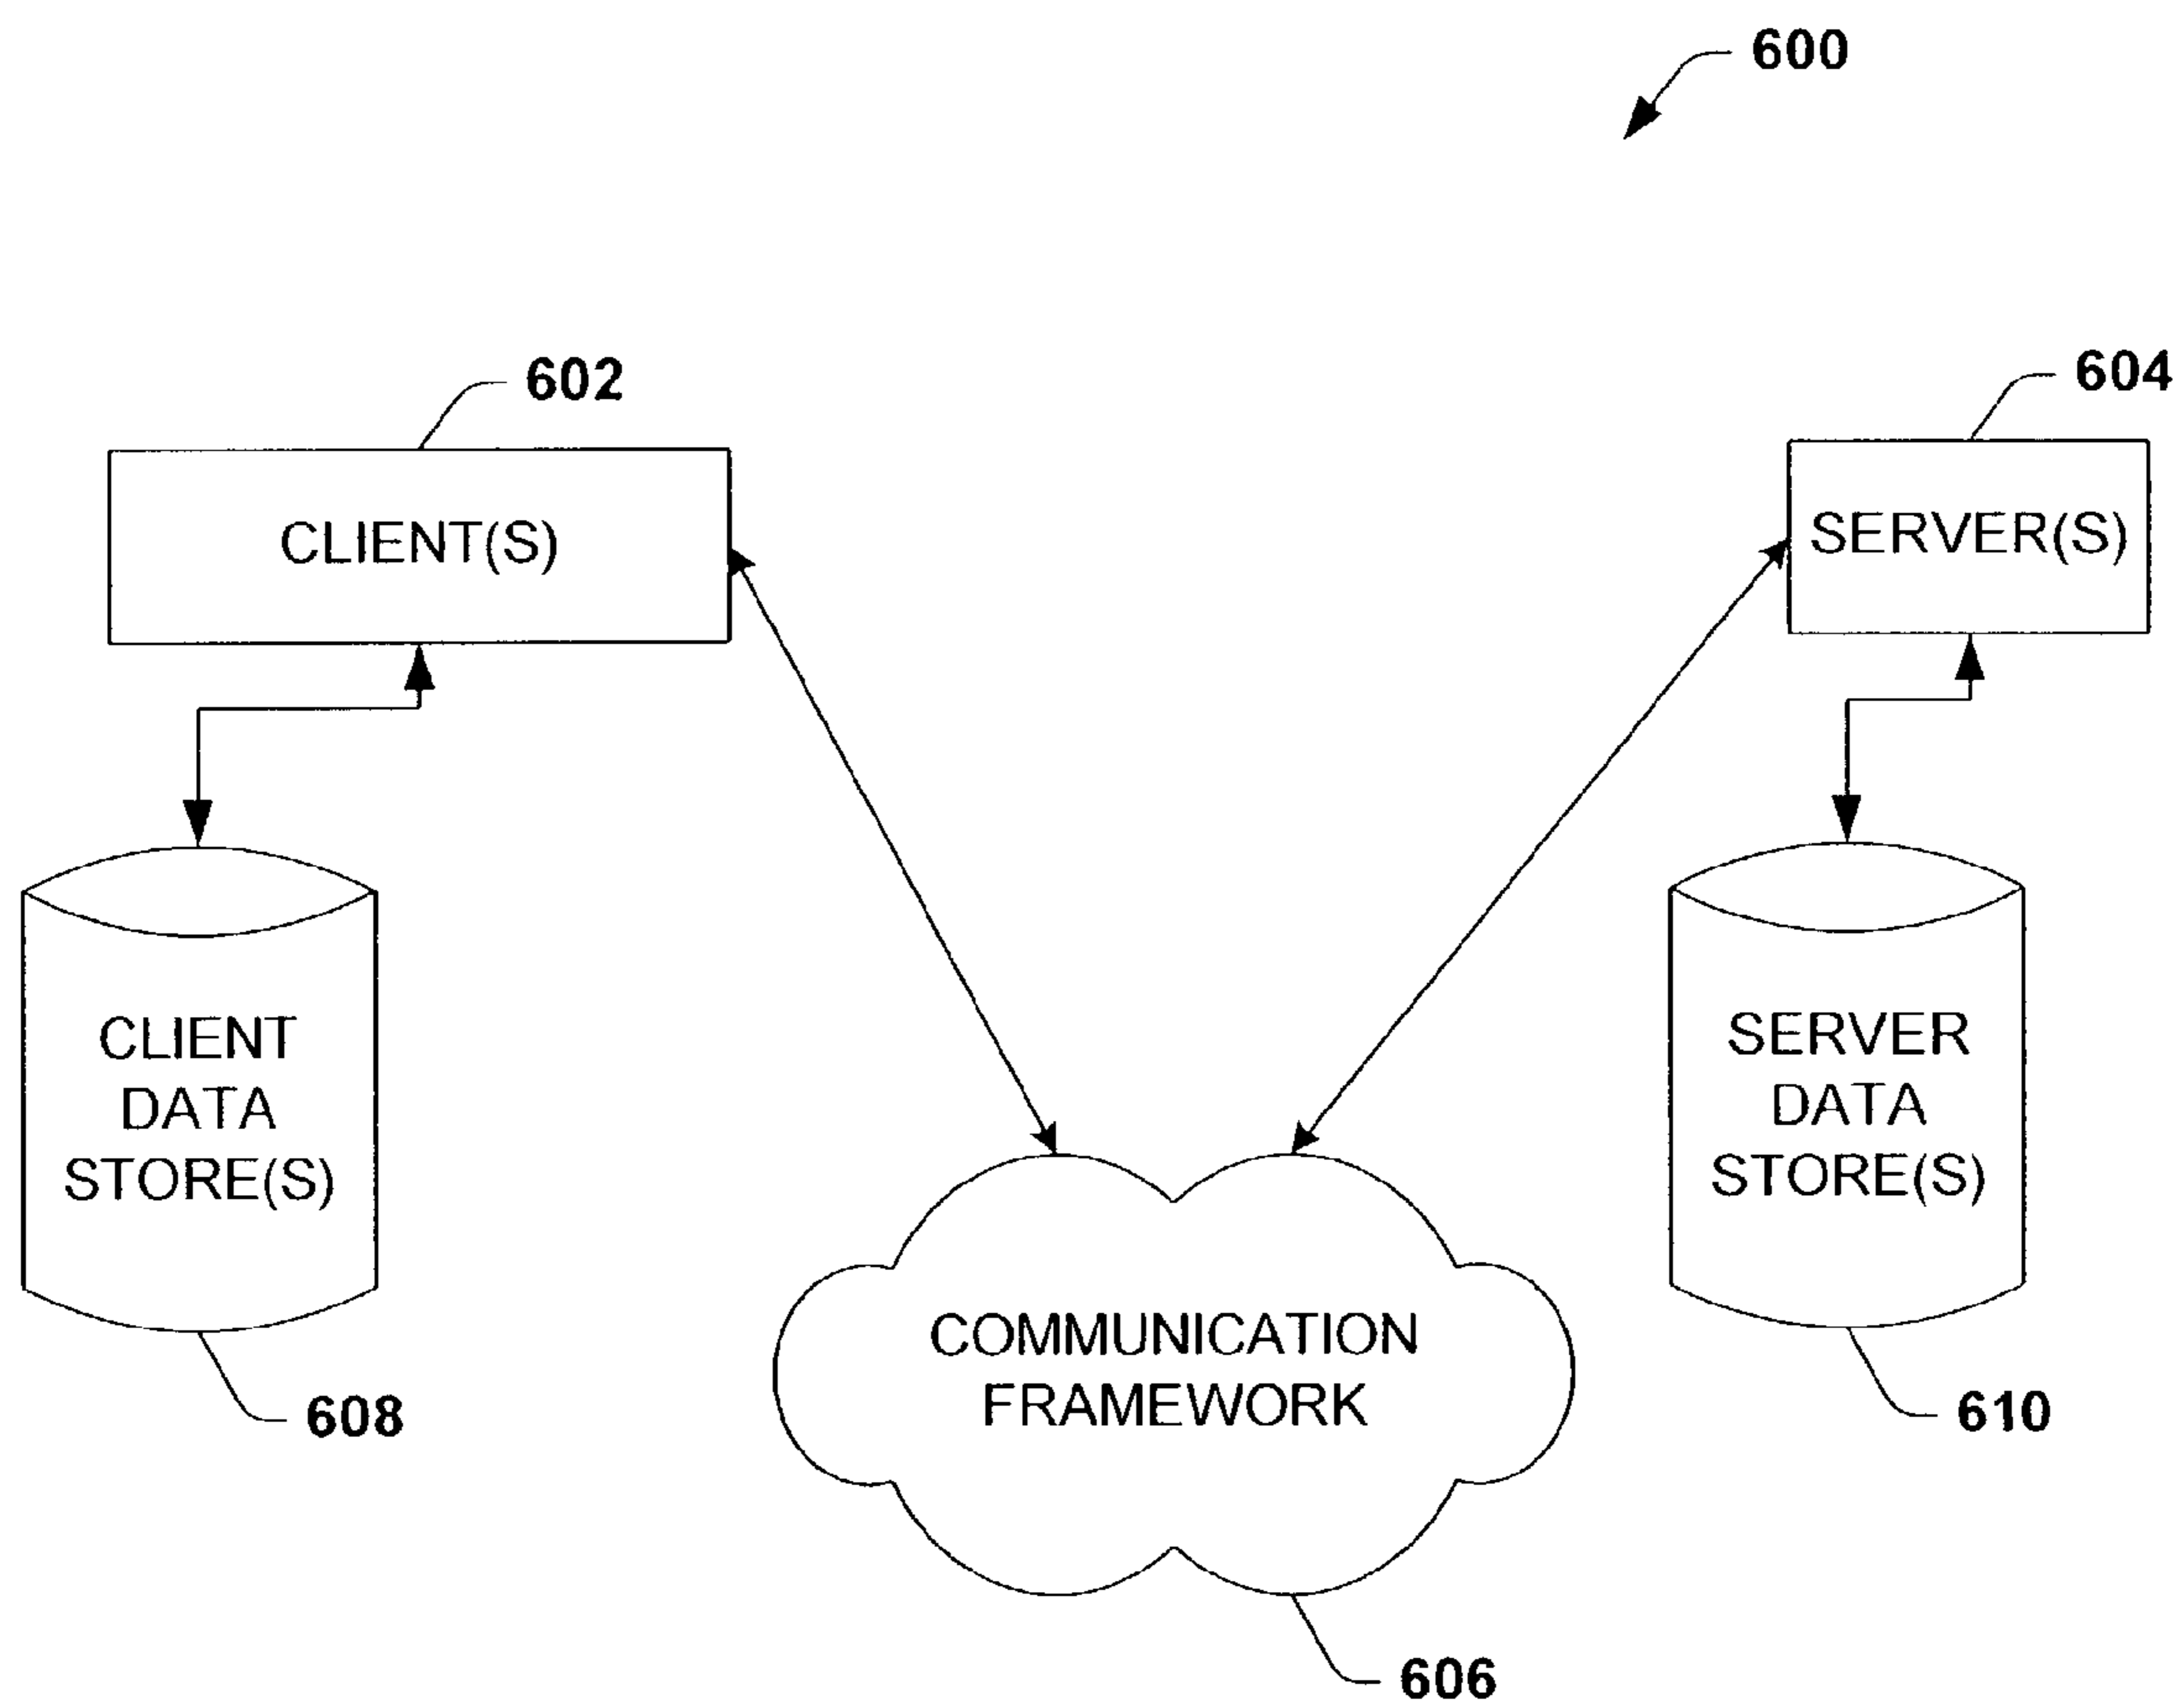 600
602
604
CLIENT(S)
SERVER(S)
CLIENT
DATA
STORE(S)
SERVER
DATA
STORE(S)
COMMUNICATION
FRAMEWORK
608
610
606